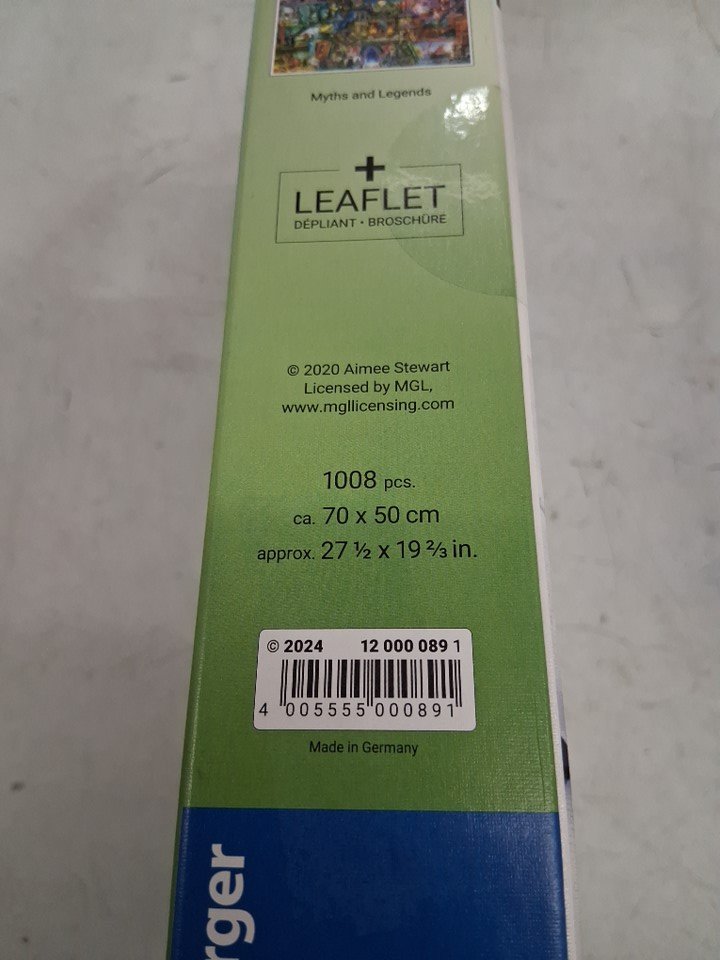 Myths and Legends
+
LEAFLET
DÉPLIANT • BROSCHÜRE
© 2020 Aimee Stewart
Licensed by MGL,
www.mgllicensing.com
1008 pcs.
ca. 70 x 50 cm
approx. 27 ½ x 19 ⅔ in.
© 2024 12 000 089 1
4 005555 000891
Made in Germany
rger